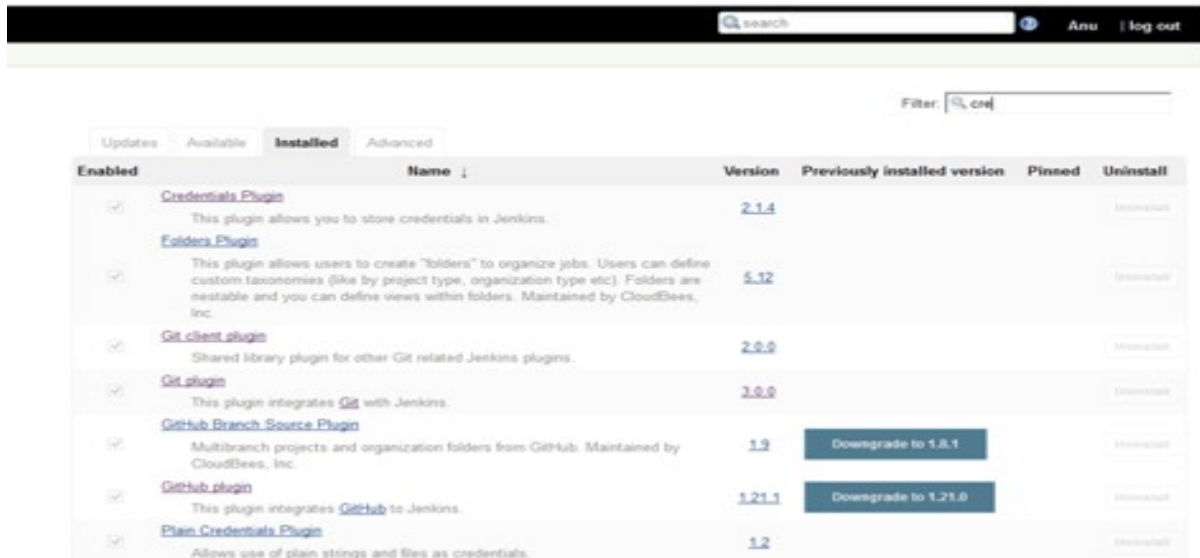 search
Anu | log out
Filter: cre
Updates Available Installed Advanced
Enabled Name ↓ Version Previously installed version Pinned Uninstall
Credentials Plugin
This plugin allows you to store credentials in Jenkins.
2.1.4
Uninstall
Folders Plugin
This plugin allows users to create "folders" to organize jobs. Users can define
custom taxonomies (like by project type, organization type etc). Folders are
nestable and you can define views within folders. Maintained by CloudBees,
Inc.
5.12
Uninstall
Git client plugin
Shared library plugin for other Git related Jenkins plugins.
2.0.0
Uninstall
Git plugin
This plugin integrates Git with Jenkins.
3.0.0
Uninstall
GitHub Branch Source Plugin
Multibranch projects and organization folders from GitHub. Maintained by
CloudBees, Inc.
1.9
Downgrade to 1.8.1
Uninstall
GitHub plugin
This plugin integrates GitHub to Jenkins.
1.21.1
Downgrade to 1.21.0
Uninstall
Plain Credentials Plugin
Allows use of plain strings and files as credentials.
1.2
Uninstall